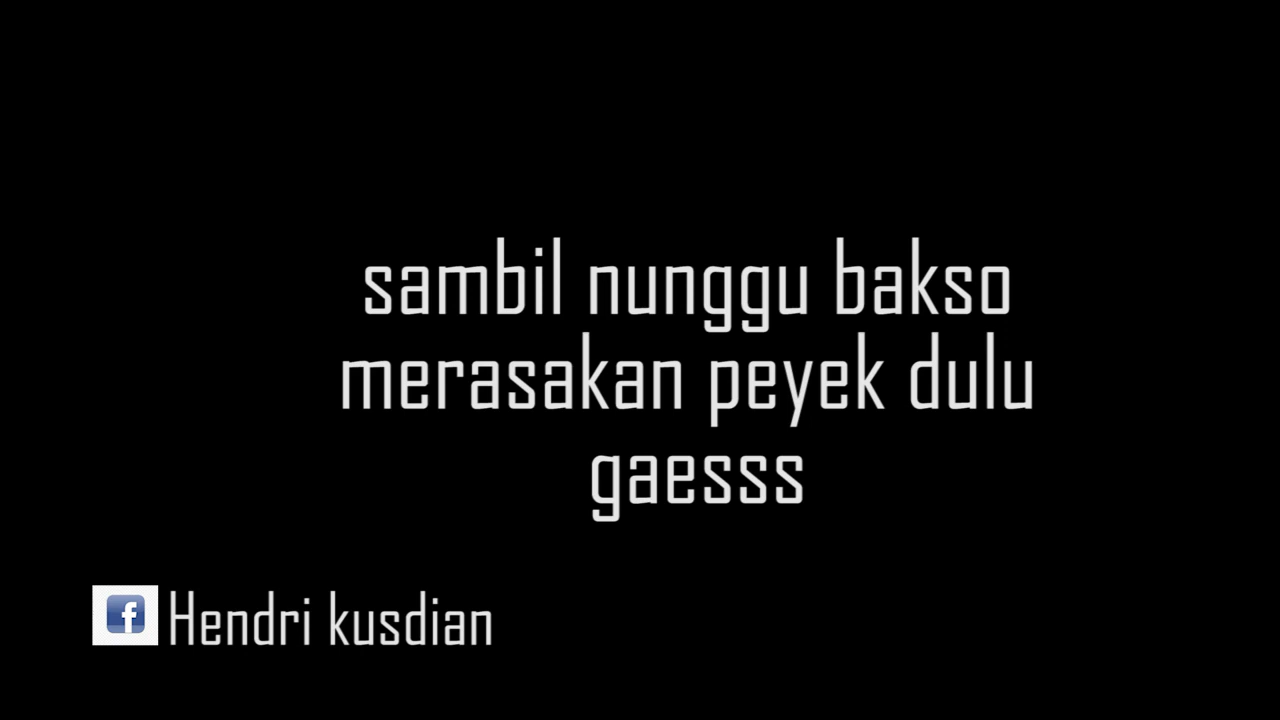 sambil nunggu bakso
merasakan peyek dulu
gaesss
f Hendri kusdian